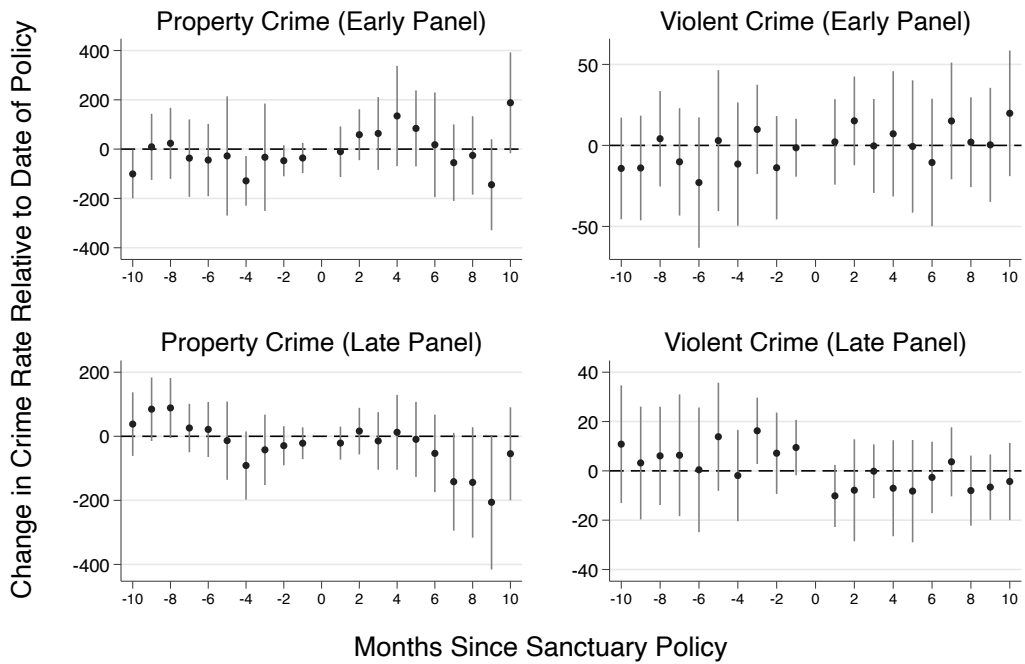 Change in Crime Rate Relative to Date of Policy
Property Crime (Early Panel)
400
200
0
-200
-400
-10 -8 -6 -4 -2 0 2 4 6 8 10
Violent Crime (Early Panel)
50
0
-50
-10 -8 -6 -4 -2 0 2 4 6 8 10
Property Crime (Late Panel)
200
0
-200
-400
-10 -8 -6 -4 -2 0 2 4 6 8 10
Violent Crime (Late Panel)
40
20
0
-20
-40
-10 -8 -6 -4 -2 0 2 4 6 8 10
Months Since Sanctuary Policy